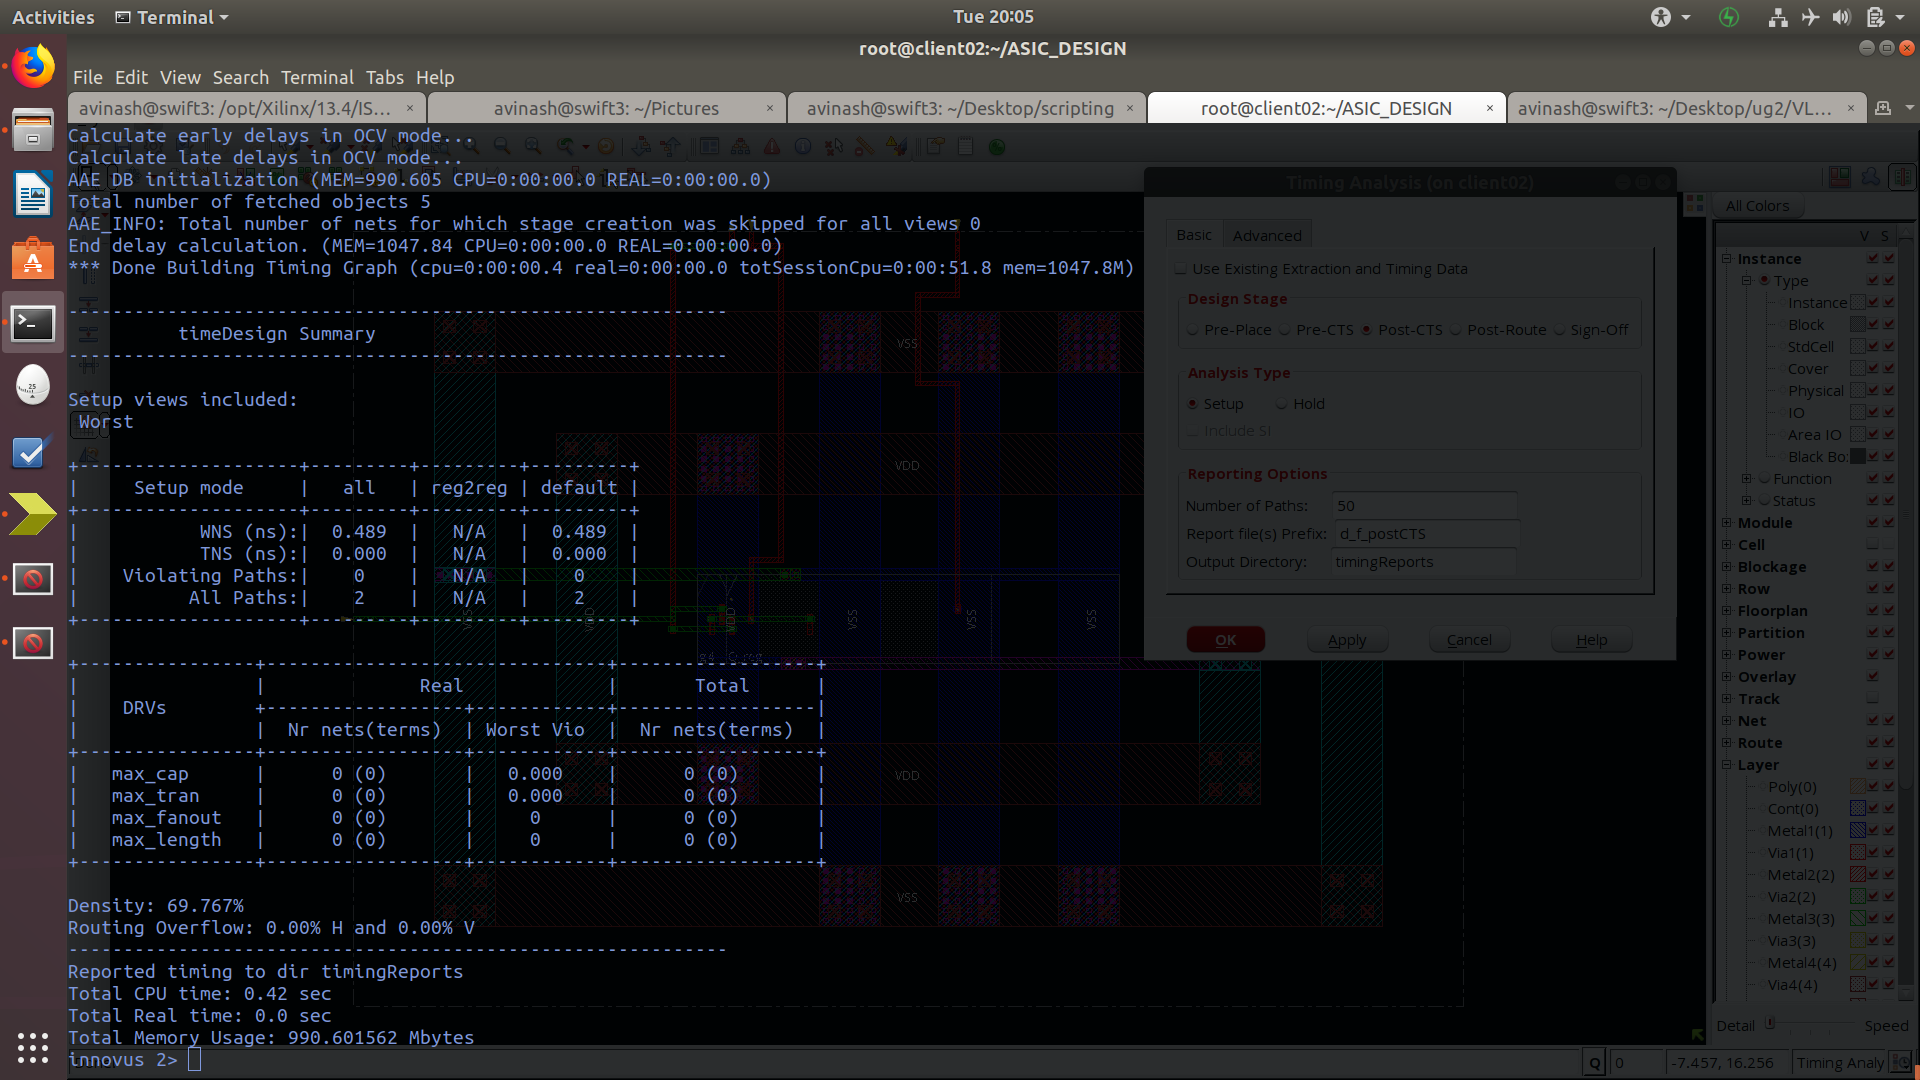 Activities Terminal Tue 20:05
root@client02:~/ASIC_DESIGN
File Edit View Search Terminal Tabs Help
avinash@swift3: /opt/Xilinx/13.4/IS... × avinash@swift3: ~/Pictures × avinash@swift3: ~/Desktop/scripting × root@client02:~/ASIC_DESIGN × avinash@swift3: ~/Desktop/ug2/VL... ×
Calculate early delays in OCV mode...
Calculate late delays in OCV mode...
AAE DB initialization (MEM=990.605 CPU=0:00:00.0 REAL=0:00:00.0)
Total number of fetched objects 5
AAE_INFO: Total number of nets for which stage creation was skipped for all views 0
End delay calculation. (MEM=1047.84 CPU=0:00:00.0 REAL=0:00:00.0)
*** Done Building Timing Graph (cpu=0:00:00.4 real=0:00:00.0 totSessionCpu=0:00:51.8 mem=1047.8M)
------------------------------------------------------------
timeDesign Summary
------------------------------------------------------------
Setup views included:
Worst
+--------------------+---------+---------+---------+
| Setup mode | all | reg2reg | default |
+--------------------+---------+---------+---------+
| WNS (ns):| 0.489 | N/A | 0.489 |
| TNS (ns):| 0.000 | N/A | 0.000 |
| Violating Paths:| 0 | N/A | 0 |
| All Paths:| 2 | N/A | 2 |
+--------------------+---------+---------+---------+
+----------------+-------------------------------+------------------+
| | Real | Total |
| DRVs +------------------+------------+------------------|
| | Nr nets(terms) | Worst Vio | Nr nets(terms) |
+----------------+------------------+------------+------------------+
| max_cap | 0 (0) | 0.000 | 0 (0) |
| max_tran | 0 (0) | 0.000 | 0 (0) |
| max_fanout | 0 (0) | 0 | 0 (0) |
| max_length | 0 (0) | 0 | 0 (0) |
+----------------+------------------+------------+------------------+
Density: 69.767%
Routing Overflow: 0.00% H and 0.00% V
------------------------------------------------------------
Reported timing to dir timingReports
Total CPU time: 0.42 sec
Total Real time: 0.0 sec
Total Memory Usage: 990.601562 Mbytes
innovus 2>
VSS
VDD
VSS
VDD
VDD
VSS
VSS
VSS
VDD
VSS
Timing Analysis (on client02)
Basic Advanced
Use Existing Extraction and Timing Data
Design Stage
Pre-Place Pre-CTS Post-CTS Post-Route Sign-Off
Analysis Type
Setup Hold
Include SI
Reporting Options
Number of Paths: 50
Report file(s) Prefix: d_f_postCTS
Output Directory: timingReports
OK Apply Cancel Help
All Colors
V S
Instance
Type
Instance
Block
StdCell
Cover
Physical
IO
Area IO
Black Bo
Function
Status
Module
Cell
Blockage
Row
Floorplan
Partition
Power
Overlay
Track
Net
Route
Layer
Poly(0)
Cont(0)
Metal1(1)
Via1(1)
Metal2(2)
Via2(2)
Metal3(3)
Via3(3)
Metal4(4)
Via4(4)
Detail Speed
Q 0 -7.457, 16.256 Timing Analy
25